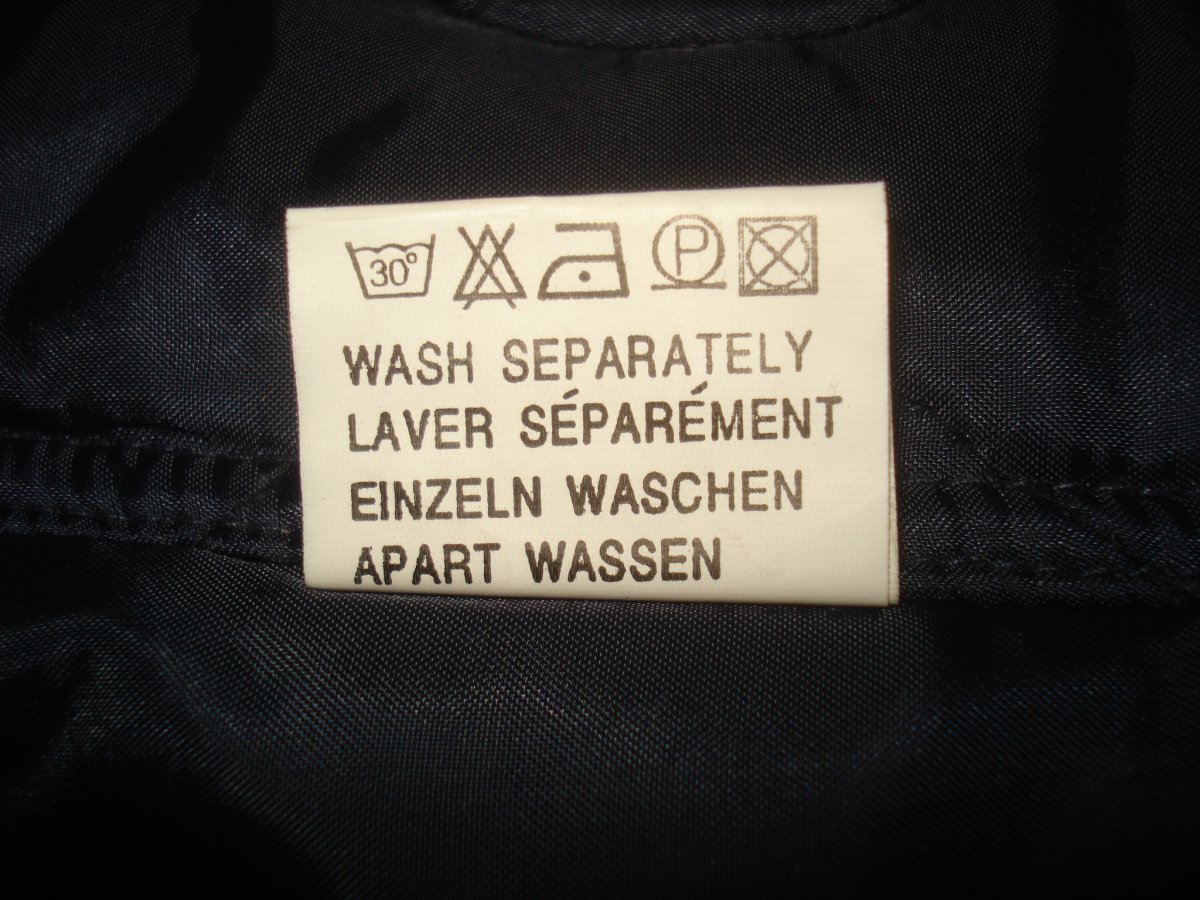 30° P
WASH SEPARATELY
LAVER SÉPARÉMENT
EINZELN WASCHEN
APART WASSEN